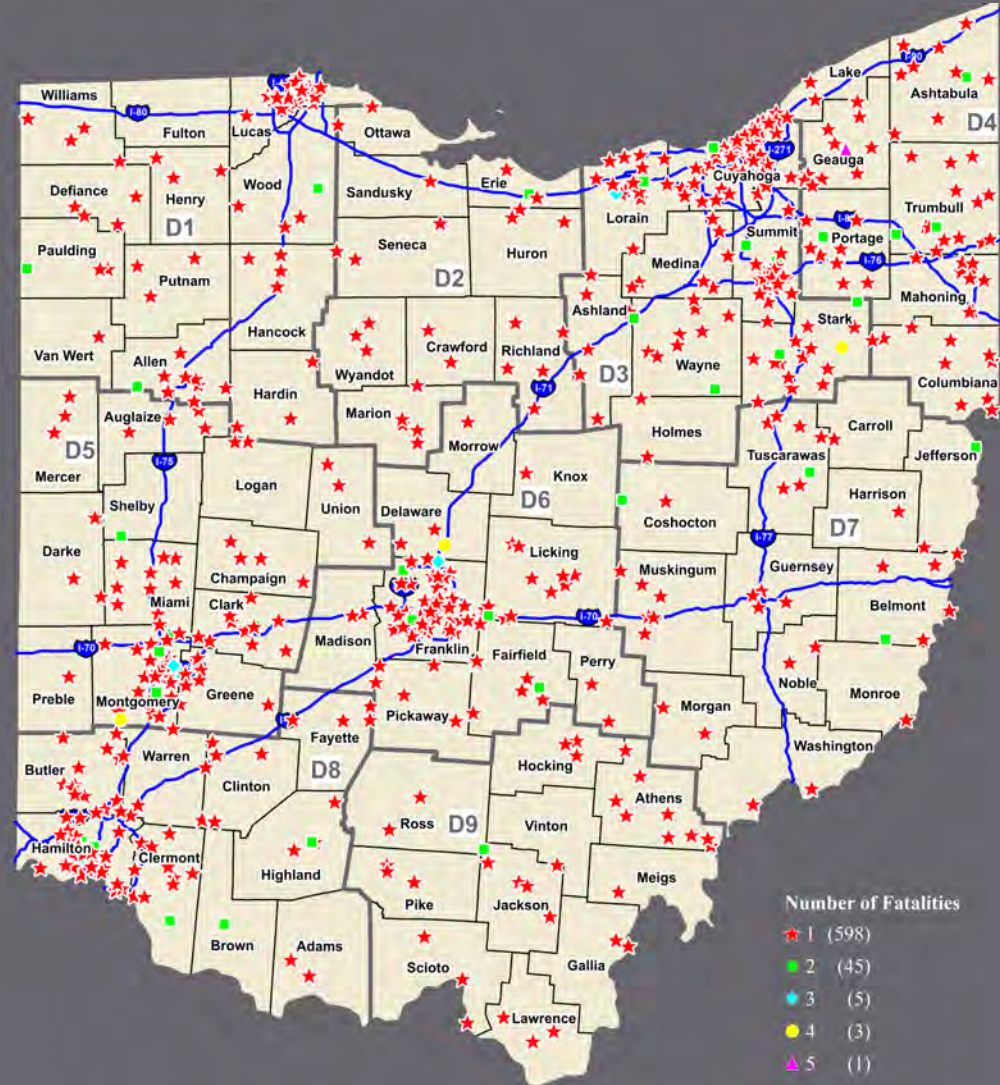 Williams
I-80
Fulton
Lucas
Ottawa
Lake
I-90
Ashtabula
D4
Defiance
Henry
Wood
Sandusky
Erie
Lorain
Cuyahoga
I-271
Geauga
Trumbull
D1
Paulding
Putnam
Seneca
D2
Huron
Medina
Summit
Portage
I-76
Mahoning
Van Wert
Allen
Hancock
Wyandot
Crawford
Richland
Ashland
D3
Wayne
Stark
Columbiana
D5
Auglaize
Hardin
Marion
I-71
Morrow
Holmes
Carroll
Tuscarawas
Jefferson
Mercer
I-75
Shelby
Logan
Union
Delaware
Knox
D6
Coshocton
Harrison
D7
Darke
Miami
Champaign
Clark
Licking
Muskingum
I-77
Guernsey
Belmont
I-70
Preble
Montgomery
Greene
Madison
Franklin
I-70
Fairfield
Perry
Morgan
Noble
Monroe
Washington
Butler
Warren
Clinton
Fayette
D8
Pickaway
Hocking
Athens
Hamilton
Clermont
Highland
Ross
D9
Vinton
Meigs
Brown
Adams
Pike
Jackson
Scioto
Gallia
Lawrence
Number of Fatalities
1 (598)
2 (45)
3 (5)
4 (3)
5 (1)